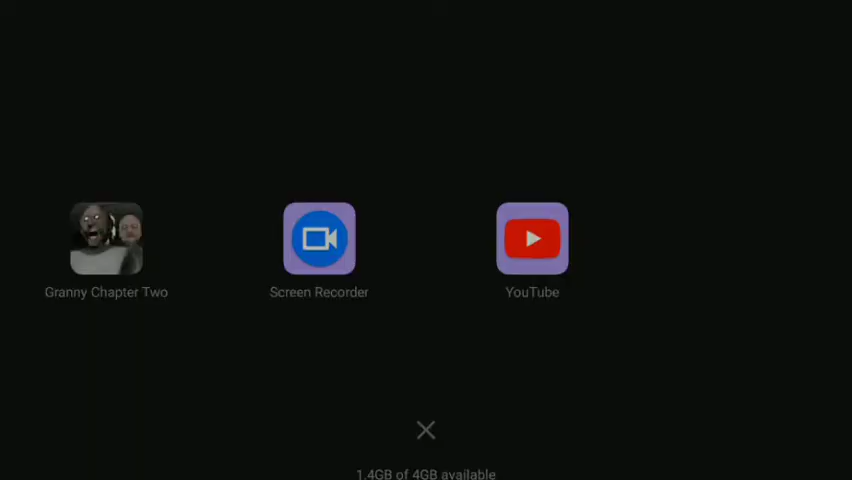 Granny Chapter Two
Screen Recorder
YouTube
1.4GB of 4GB available